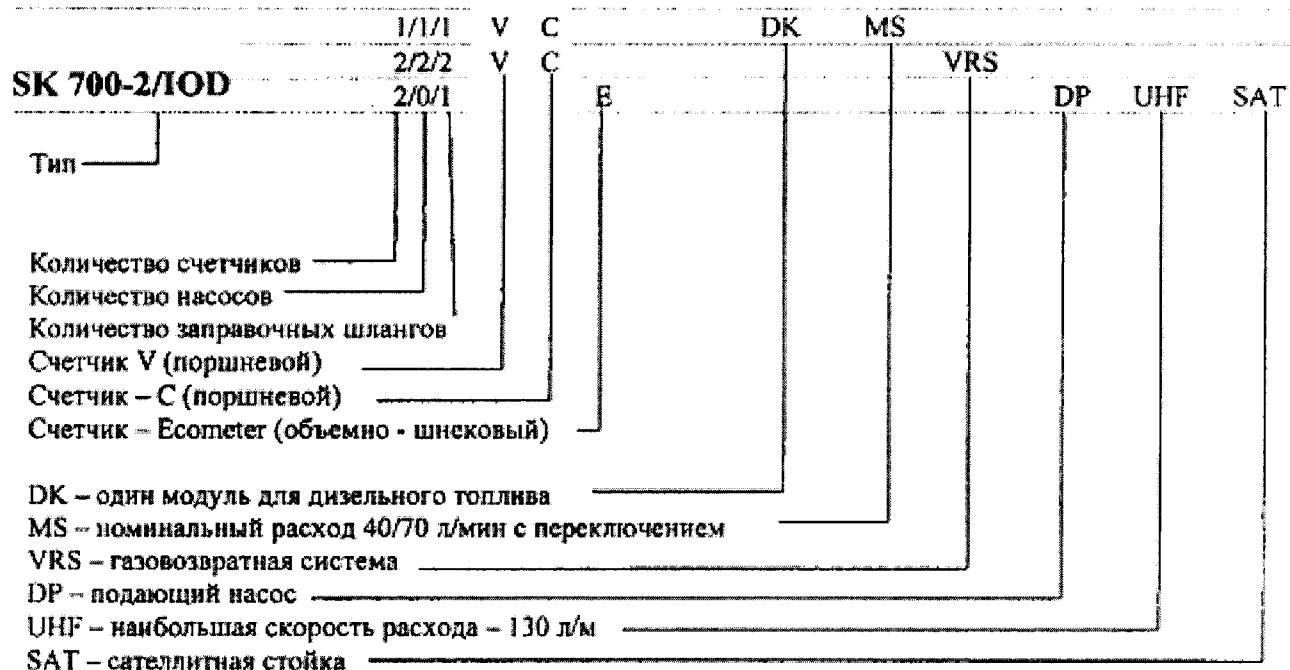 1/1/1 V C DK MS
2/2/2 V C VRS
SK 700-2/IOD
2/0/1 E DP UHF SAT
Тип
Количество счетчиков
Количество насосов
Количество заправочных шлангов
Счетчик V (поршневой)
Счетчик – С (поршневой)
Счетчик – Ecometer (объемно - шнековый)
DK – один модуль для дизельного топлива
MS – номинальный расход 40/70 л/мин с переключением
VRS – газовозвратная система
DP – подающий насос
UHF – наибольшая скорость расхода – 130 л/м
SAT – сателлитная стойка